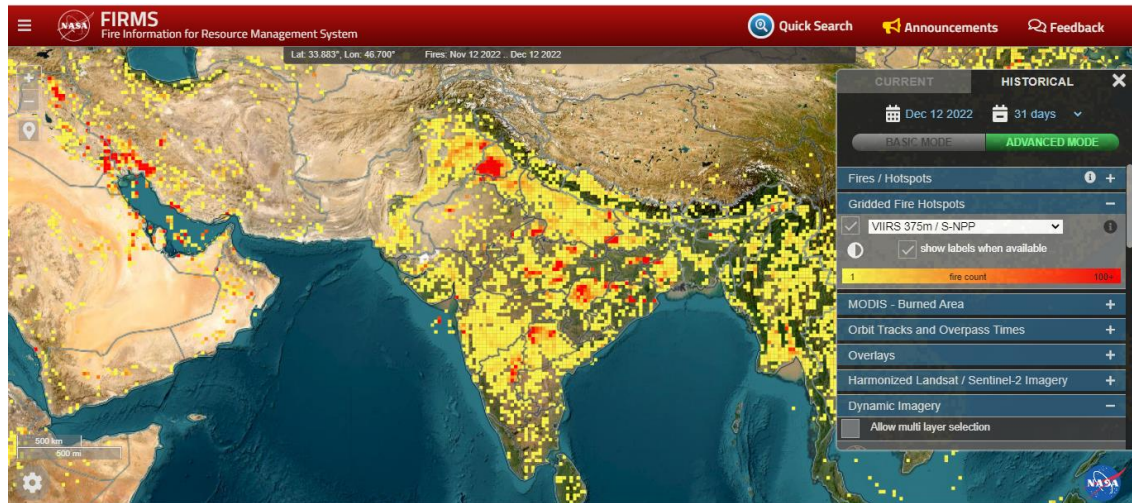 NASA
FIRMS
Fire Information for Resource Management System
Quick Search
Announcements
Feedback
Lat: 33.883°, Lon: 46.700°
Fires: Nov 12 2022 .. Dec 12 2022
CURRENT
HISTORICAL
Dec 12 2022
31 days
BASIC MODE
ADVANCED MODE
Fires / Hotspots
Gridded Fire Hotspots
VIIRS 375m / S-NPP
show labels when available
1 fire count 100+
MODIS - Burned Area
Orbit Tracks and Overpass Times
Overlays
Harmonized Landsat / Sentinel-2 Imagery
Dynamic Imagery
Allow multi layer selection
500 km
500 mi
NASA